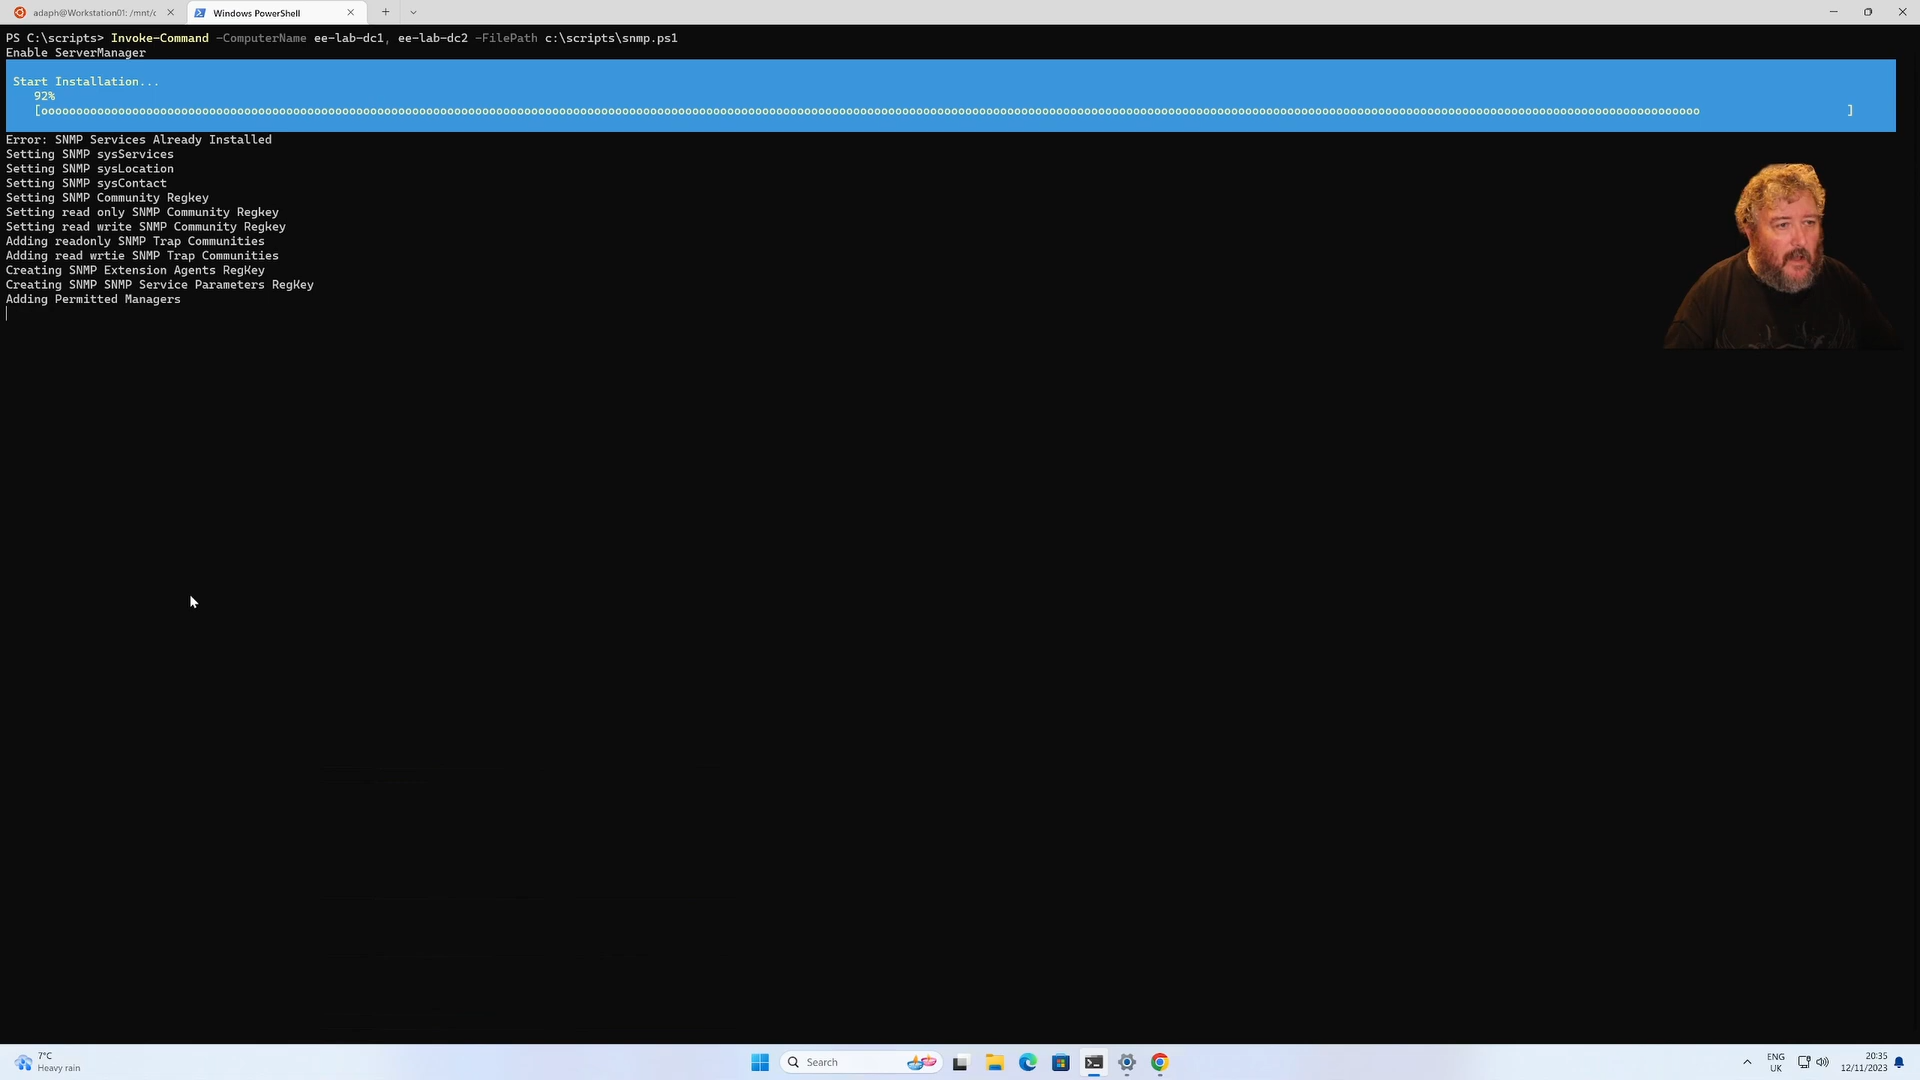 adaph@Workstation01: /mnt/c
Windows PowerShell
PS C:\scripts> Invoke-Command -ComputerName ee-lab-dc1, ee-lab-dc2 -FilePath c:\scripts\snmp.ps1
Enable ServerManager
Start Installation...
92%
[ooooooooooooooooooooooooooooooooooooooooooooooooooooooooooooooooooooooooooooooooooooooooooooooooooooooooooooooooooooooooooooooooooooooooooooooooooooooooooooooooooooooooooooooooooooooooooooooooooooooooooooooooooooooooooooooooooooooooooooo                     ]
Error: SNMP Services Already Installed
Setting SNMP sysServices
Setting SNMP sysLocation
Setting SNMP sysContact
Setting SNMP Community Regkey
Setting read only SNMP Community Regkey
Setting read write SNMP Community Regkey
Adding readonly SNMP Trap Communities
Adding read wrtie SNMP Trap Communities
Creating SNMP Extension Agents RegKey
Creating SNMP SNMP Service Parameters RegKey
Adding Permitted Managers
7°C
Heavy rain
Search
ENG
UK
20:35
12/11/2023